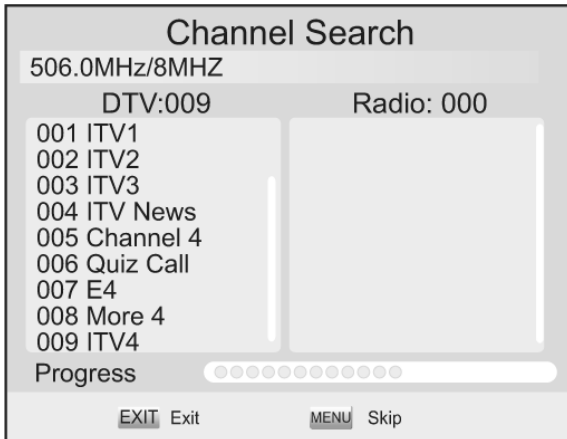 Channel Search
506.0MHz/8MHZ
DTV:009
Radio: 000
001 ITV1
002 ITV2
003 ITV3
004 ITV News
005 Channel 4
006 Quiz Call
007 E4
008 More 4
009 ITV4
Progress
EXIT Exit
MENU Skip